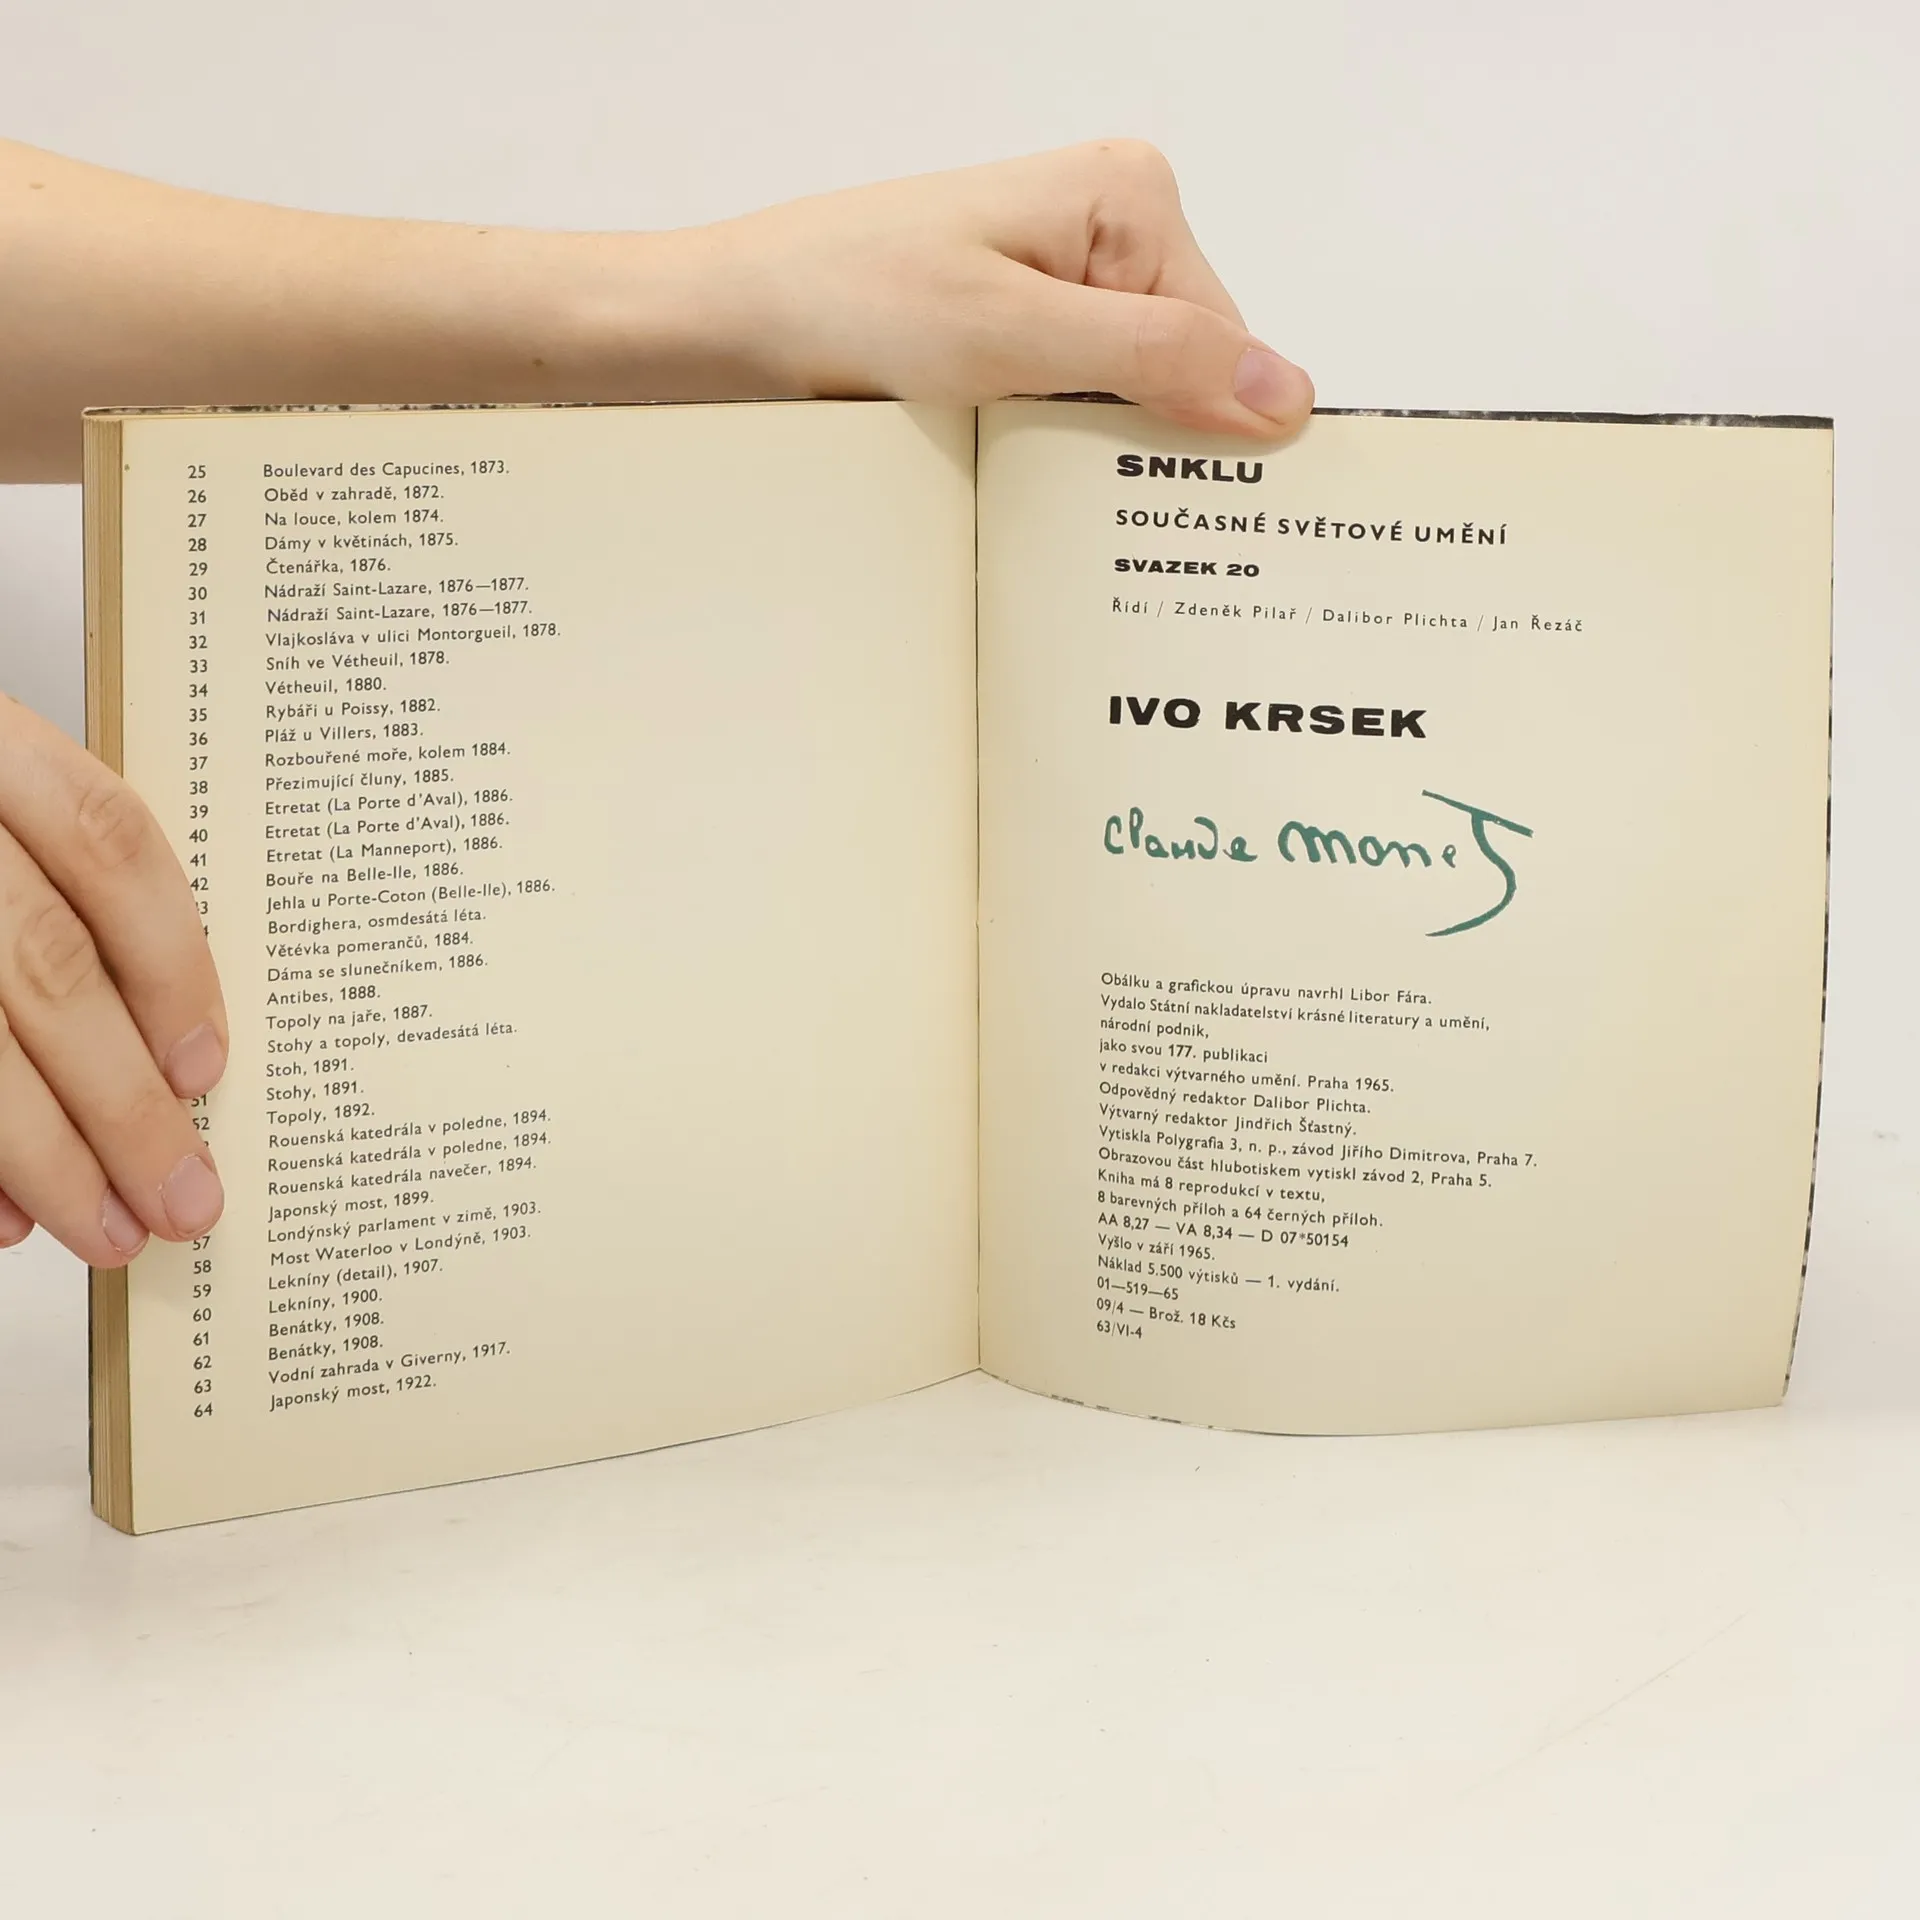 25 Boulevard des Capucines, 1873.
26 Oběd v zahradě, 1872.
27 Na louce, kolem 1874.
28 Dámy v květinách, 1875.
29 Čtenářka, 1876.
30 Nádraží Saint-Lazare, 1876—1877.
31 Nádraží Saint-Lazare, 1876—1877.
32 Vlajkosláva v ulici Montorgueil, 1878.
33 Sníh ve Vétheuil, 1878.
34 Vétheuil, 1880.
35 Rybáři u Poissy, 1882.
36 Pláž u Villers, 1883.
37 Rozbouřené moře, kolem 1884.
38 Přezimující čluny, 1885.
39 Etretat (La Porte d'Aval), 1886.
40 Etretat (La Porte d'Aval), 1886.
41 Etretat (La Manneport), 1886.
42 Bouře na Belle-Ile, 1886.
Jehla u Porte-Coton (Belle-Ile), 1886.
Bordighera, osmdesátá léta.
Větévka pomerančů, 1884.
Dáma se slunečníkem, 1886.
Antibes, 1888.
Topoly na jaře, 1887.
Stohy a topoly, devadesátá léta.
Stoh, 1891.
51 Stohy, 1891.
52 Topoly, 1892.
Rouenská katedrála v poledne, 1894.
Rouenská katedrála v poledne, 1894.
Rouenská katedrála navečer, 1894.
Japonský most, 1899.
57 Londýnský parlament v zimě, 1903.
58 Most Waterloo v Londýně, 1903.
59 Lekníny (detail), 1907.
60 Lekníny, 1900.
61 Benátky, 1908.
62 Benátky, 1908.
63 Vodní zahrada v Giverny, 1917.
64 Japonský most, 1922.
SNKLU
SOUČASNÉ SVĚTOVÉ UMĚNÍ
SVAZEK 20
Řídí / Zdeněk Pilař / Dalibor Plichta / Jan Řezáč
IVO KRSEK
Claude Monet
Obálku a grafickou úpravu navrhl Libor Fára.
Vydalo Státní nakladatelství krásné literatury a umění,
národní podnik,
jako svou 177. publikaci
v redakci výtvarného umění. Praha 1965.
Odpovědný redaktor Dalibor Plichta.
Výtvarný redaktor Jindřich Šťastný.
Vytiskla Polygrafia 3, n. p., závod Jiřího Dimitrova, Praha 7.
Obrazovou část hlubotiskem vytiskl závod 2, Praha 5.
Kniha má 8 reprodukcí v textu,
8 barevných příloh a 64 černých příloh.
AA 8,27 — VA 8,34 — D 07*50154
Vyšlo v září 1965.
Náklad 5.500 výtisků — 1. vydání.
01—519—65
09/4 — Brož. 18 Kčs
63/VI-4